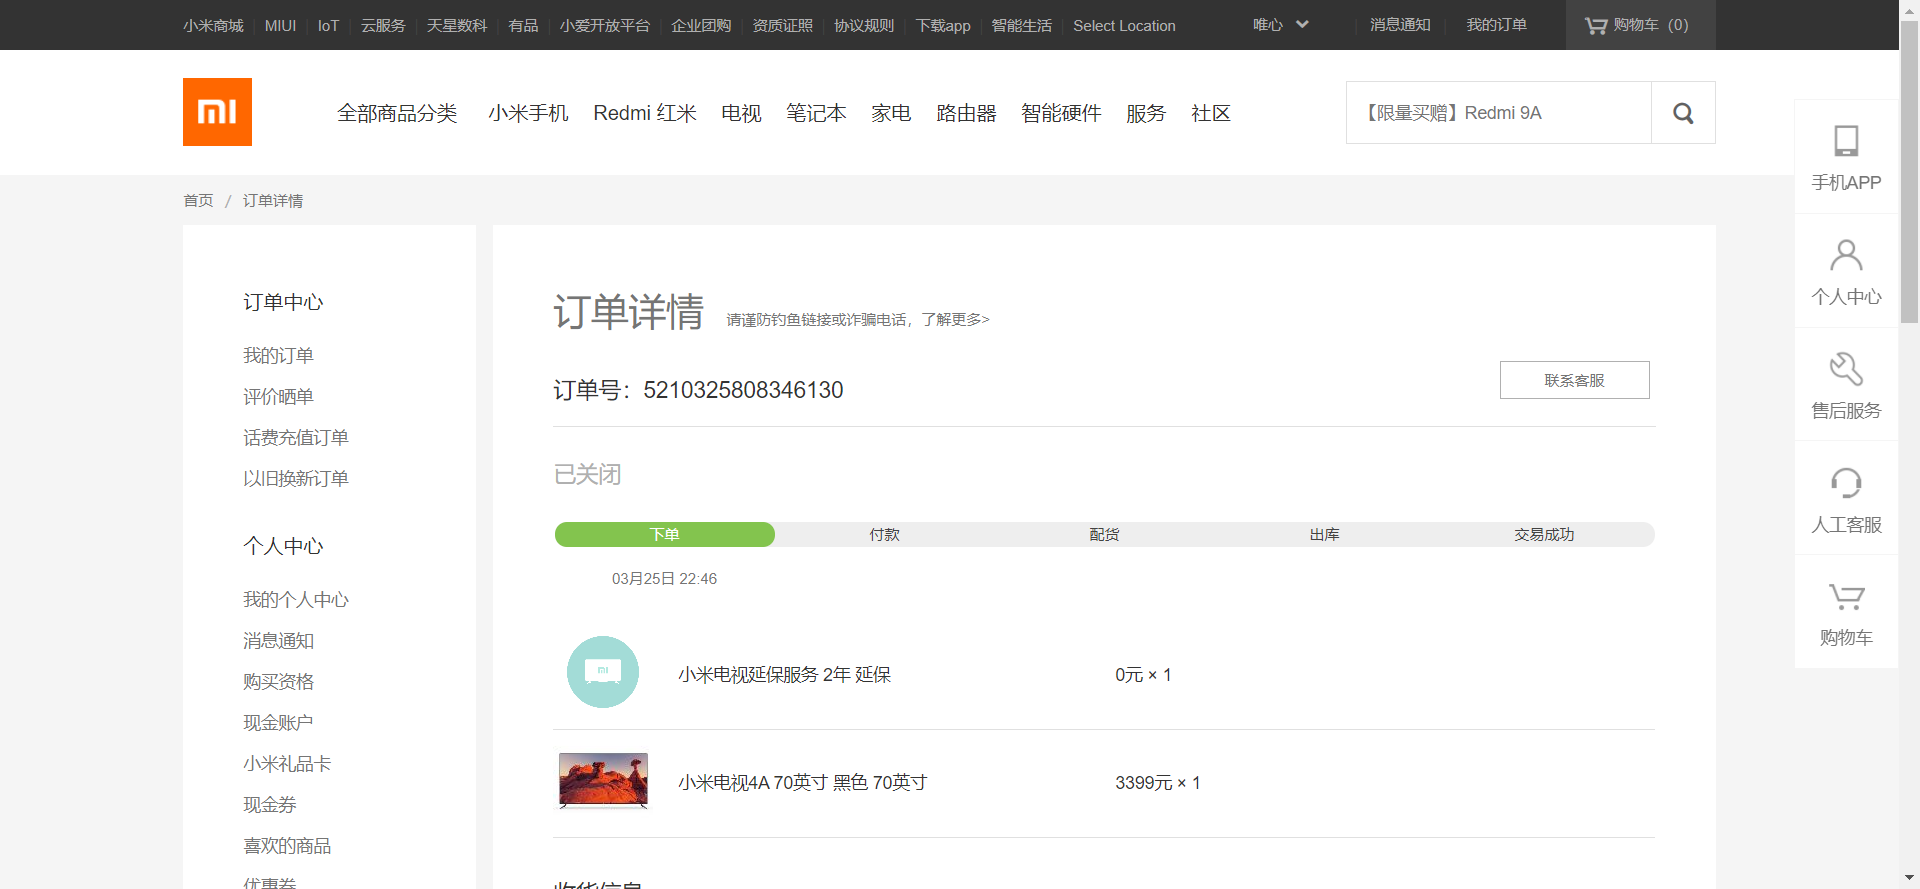 小米商城 MIUI IoT 云服务 天星数科 有品 小爱开放平台 企业团购 资质证照 协议规则 下载app 智能生活 Select Location 唯心 消息通知 我的订单 购物车 (0)
mi 全部商品分类 小米手机 Redmi 红米 电视 笔记本 家电 路由器 智能硬件 服务 社区 【限量买赠】Redmi 9A
首页 / 订单详情
订单中心
我的订单
评价晒单
话费充值订单
以旧换新订单
个人中心
我的个人中心
消息通知
购买资格
现金账户
小米礼品卡
现金券
喜欢的商品
优惠券
订单详情 请谨防钓鱼链接或诈骗电话，了解更多>
订单号：5210325808346130 联系客服
已关闭
下单 付款 配货 出库 交易成功
03月25日 22:46
mi
小米电视延保服务 2年 延保 0元 × 1
小米电视4A 70英寸 黑色 70英寸 3399元 × 1
收货信息
手机APP
个人中心
售后服务
人工客服
购物车